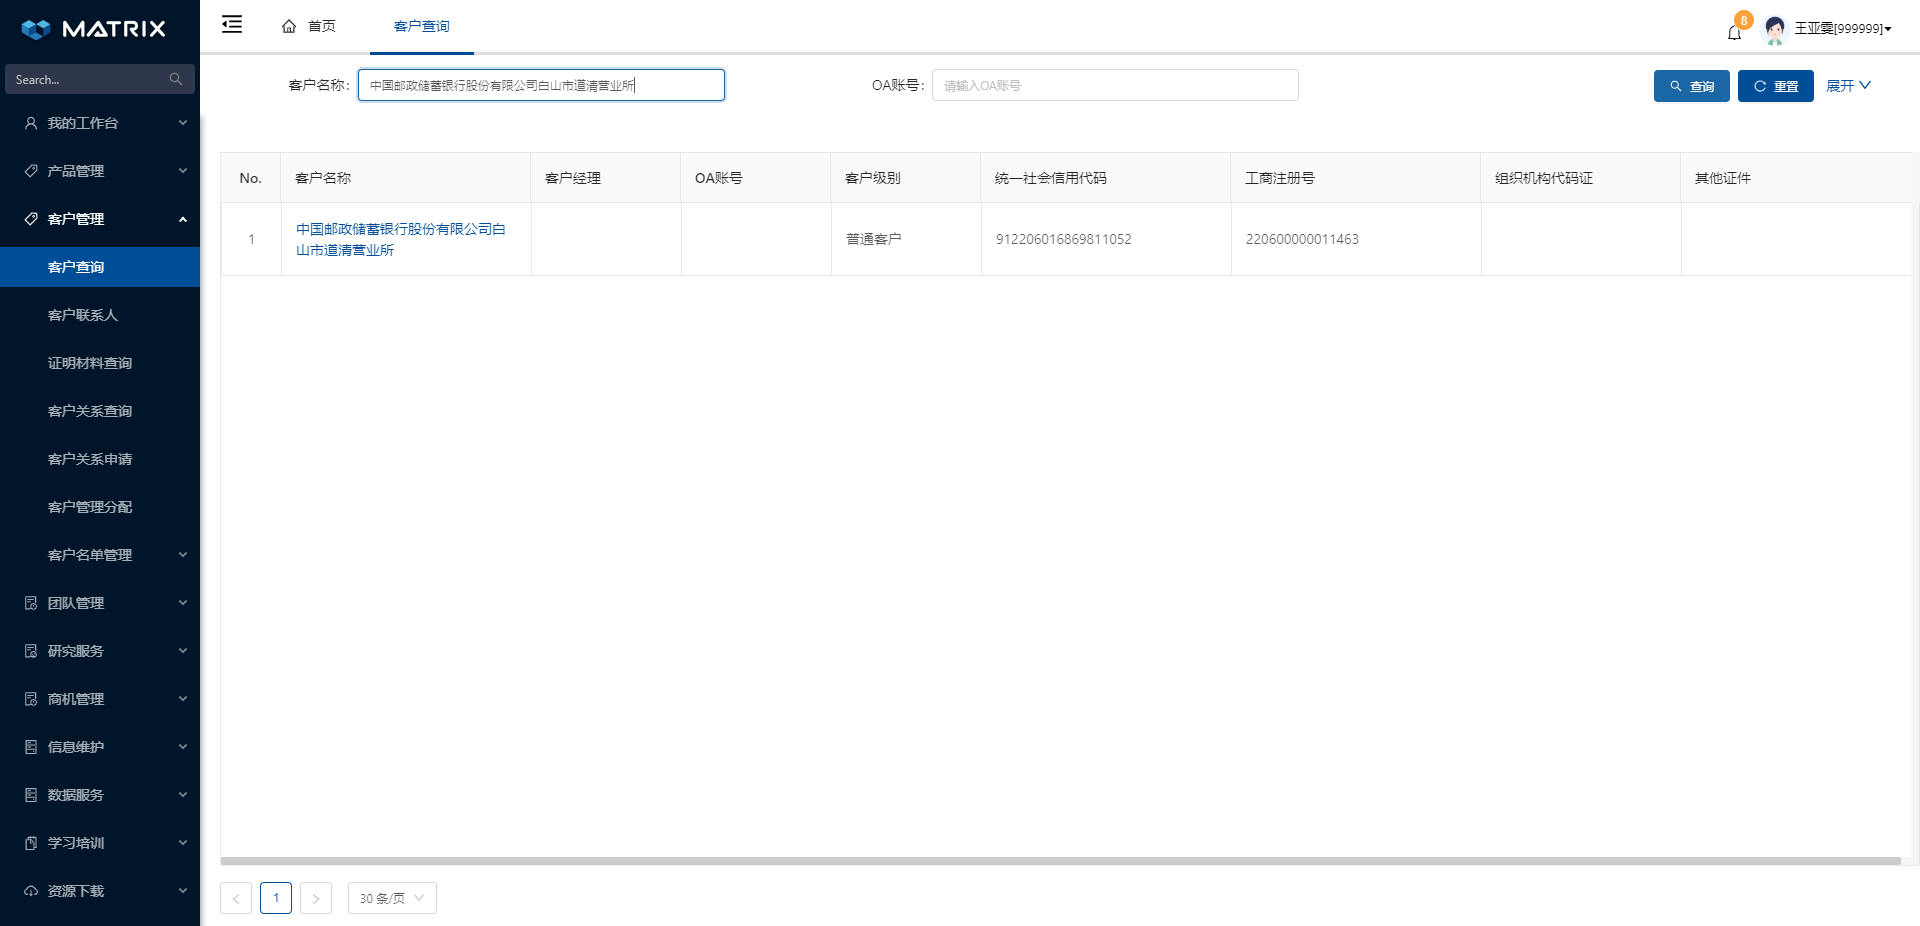 MATRIX
Search...
我的工作台
产品管理
客户管理
客户查询
客户联系人
证明材料查询
客户关系查询
客户关系申请
客户管理分配
客户名单管理
团队管理
研究服务
商机管理
信息维护
数据服务
学习培训
资源下载
首页
客户查询
8
王亚雯[999999]
客户名称:
中国邮政储蓄银行股份有限公司白山市道清营业所
OA账号:
请输入OA账号
查询
重置
展开
No.
客户名称
客户经理
OA账号
客户级别
统一社会信用代码
工商注册号
组织机构代码证
其他证件
1
中国邮政储蓄银行股份有限公司白
山市道清营业所
普通客户
912206016869811052
220600000011463
<
1
>
30 条/页